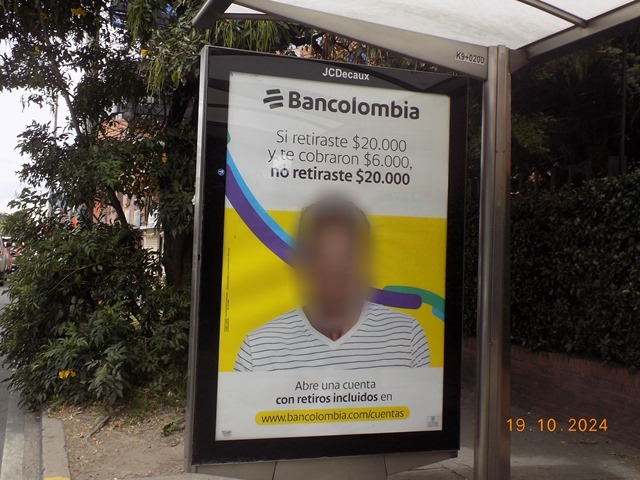 K9+0200
JCDecaux
Bancolombia
Si retiraste $20.000
y te cobraron $6.000,
no retiraste $20.000
Abre una cuenta
con retiros incluidos en
www.bancolombia.com/cuentas
19.10.2024